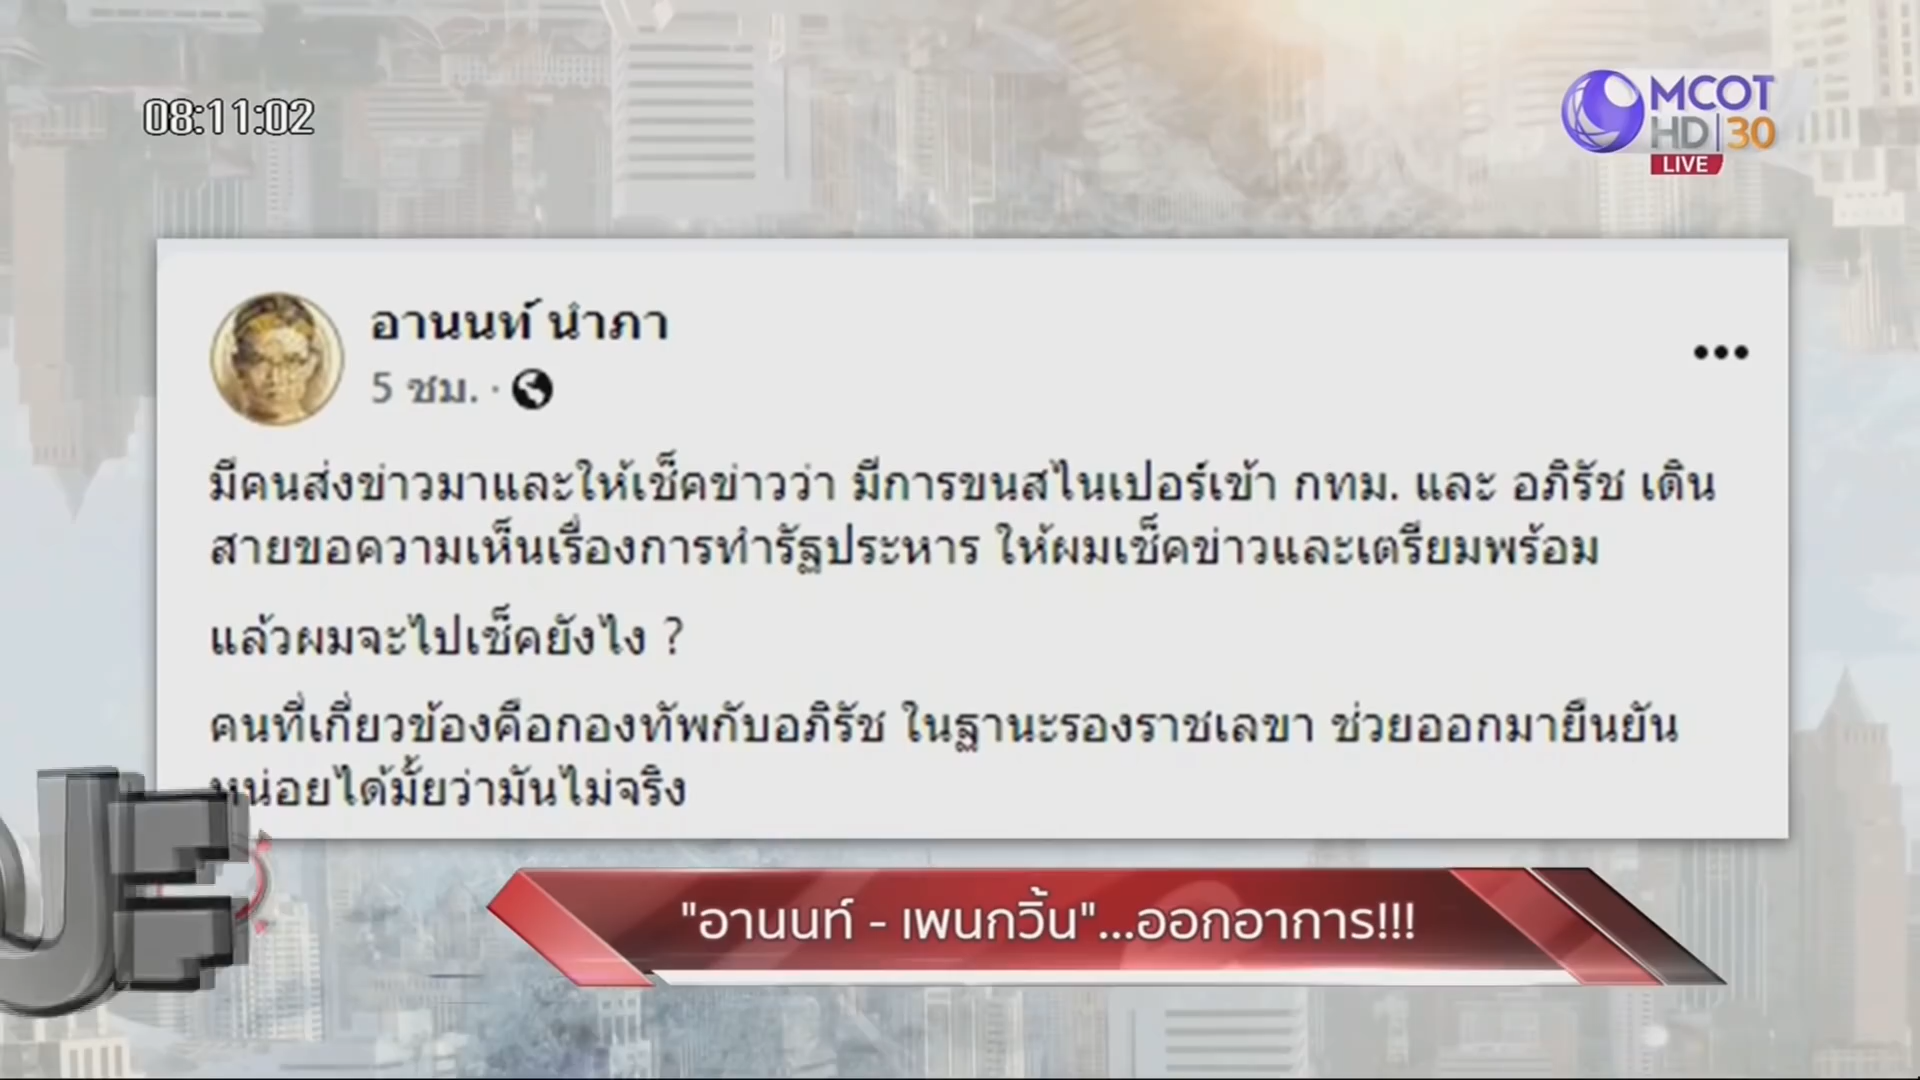 08:11:02
MCOT
HD 30
LIVE
อานนท์ นำภา
5 ชม.
มีคนส่งข่าวมาและให้เช็คข่าวว่า มีการขนสไนเปอร์เข้า กทม. และ อภิรัช เดิน
สายขอความเห็นเรื่องการทำรัฐประหาร ให้ผมเช็คข่าวและเตรียมพร้อม
แล้วผมจะไปเช็คยังไง ?
คนที่เกี่ยวข้องคือกองทัพกับอภิรัช ในฐานะรองราชเลขา ช่วยออกมายืนยัน
หน่อยได้มั้ยว่ามันไม่จริง
"อานนท์ - เพนกวิ้น"...ออกอาการ!!!